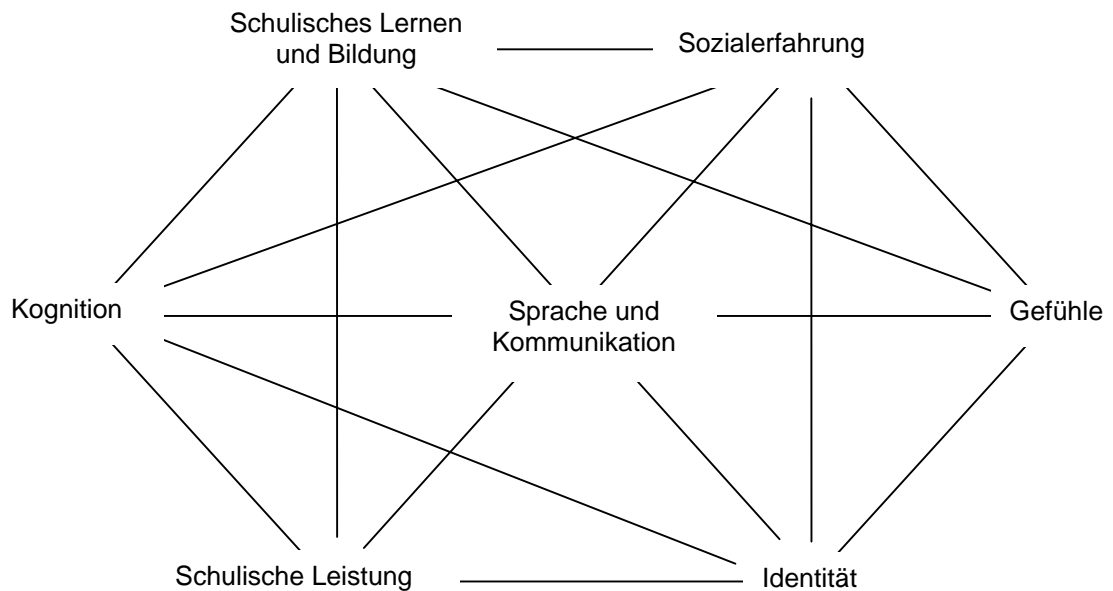 Schulisches Lernen
und Bildung
Sozialerfahrung
Kognition
Sprache und
Kommunikation
Gefühle
Schulische Leistung
Identität